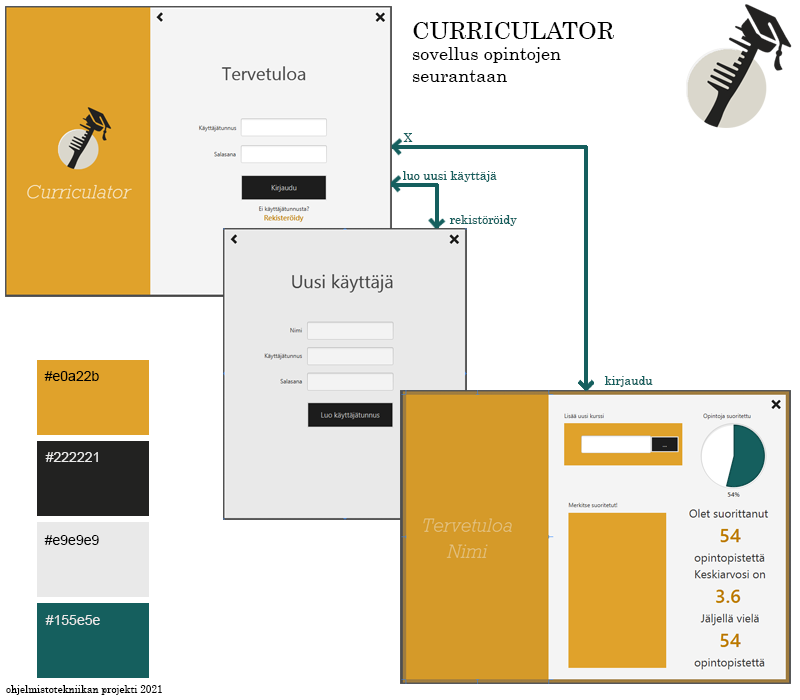 CURRICULATOR
sovellus opintojen
seurantaan
Tervetuloa
Käyttäjätunnus
Salasana
Kirjaudu
Ei käyttäjätunnusta?
Rekisteröidy
Curriculator
X
luo uusi käyttäjä
rekistöröidy
Uusi käyttäjä
Nimi
Käyttäjätunnus
Salasana
Luo käyttäjätunnus
kirjaudu
Tervetuloa
Nimi
Lisää uusi kurssi
...
Merkitse suoritetut!
Opintoja suoritettu
54%
Olet suorittanut
54
opintopistettä
Keskiarvosi on
3.6
Jäljellä vielä
54
opintopistettä
#e0a22b
#222221
#e9e9e9
#155e5e
ohjelmistotekniikan projekti 2021